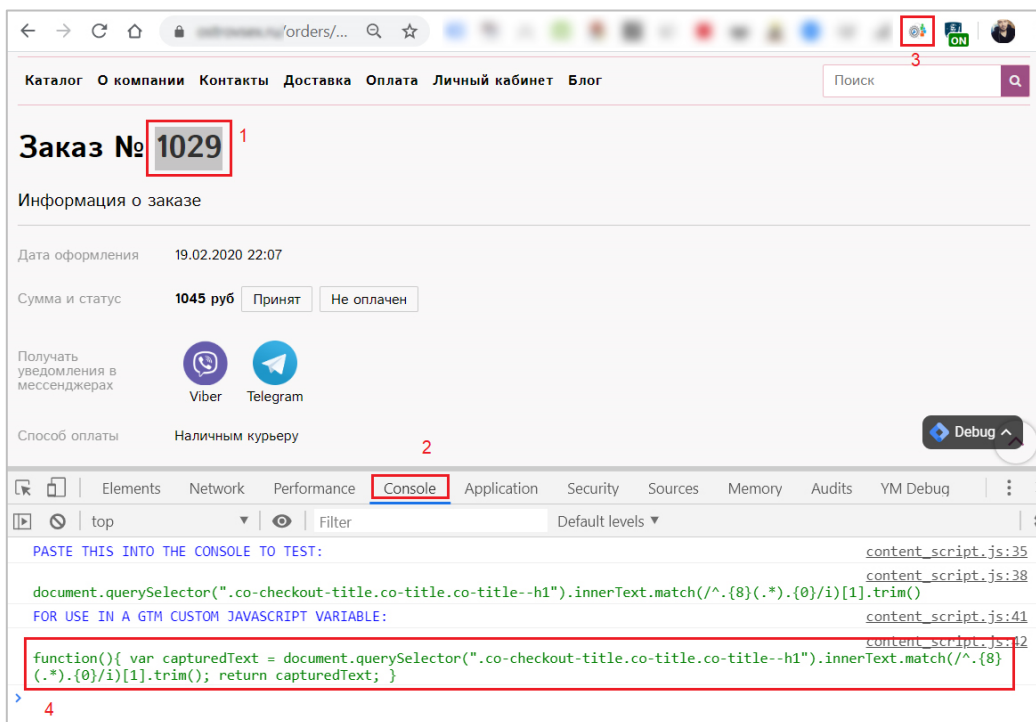 /orders/...
ON
3
Каталог О компании Контакты Доставка Оплата Личный кабинет Блог
Поиск
Заказ № 1029
1
Информация о заказе
Дата оформления 19.02.2020 22:07
Сумма и статус 1045 руб Принят Не оплачен
Получать
уведомления в
мессенджерах
Viber Telegram
Способ оплаты Наличным курьеру
Debug
2
Elements Network Performance Console Application Security Sources Memory Audits YM Debug
top Filter Default levels
PASTE THIS INTO THE CONSOLE TO TEST: content_script.js:35
content_script.js:38
document.querySelector(".co-checkout-title.co-title.co-title--h1").innerText.match(/^.{8}(.*).{0}/i)[1].trim()
FOR USE IN A GTM CUSTOM JAVASCRIPT VARIABLE: content_script.js:41
content_script.js:42
function(){ var capturedText = document.querySelector(".co-checkout-title.co-title.co-title--h1").innerText.match(/^.{8}
(.*).{0}/i)[1].trim(); return capturedText; }
>
4